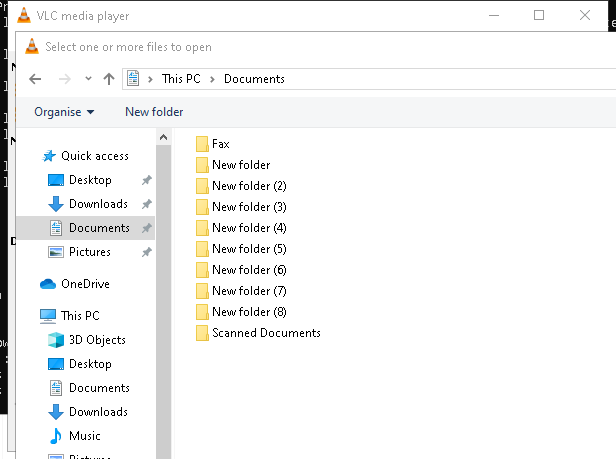 VLC media player
Select one or more files to open
This PC > Documents
Organise New folder
Quick access
Desktop
Downloads
Documents
Pictures
OneDrive
This PC
3D Objects
Desktop
Documents
Downloads
Music
Fax
New folder
New folder (2)
New folder (3)
New folder (4)
New folder (5)
New folder (6)
New folder (7)
New folder (8)
Scanned Documents